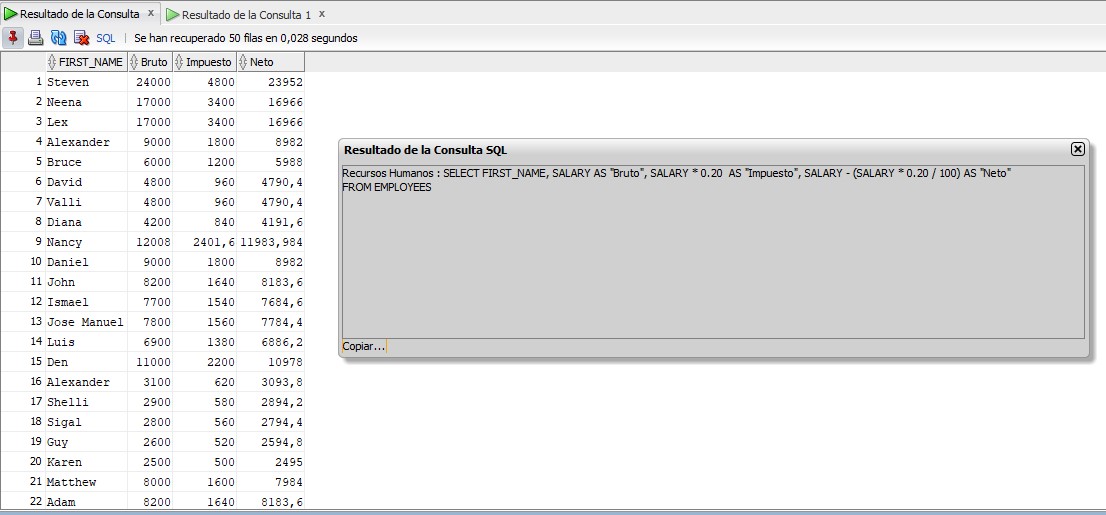 Resultado de la Consulta x Resultado de la Consulta 1 x
SQL | Se han recuperado 50 filas en 0,028 segundos
FIRST_NAME Bruto Impuesto Neto
1 Steven 24000 4800 23952
2 Neena 17000 3400 16966
3 Lex 17000 3400 16966
4 Alexander 9000 1800 8982
5 Bruce 6000 1200 5988
6 David 4800 960 4790,4
7 Valli 4800 960 4790,4
8 Diana 4200 840 4191,6
9 Nancy 12008 2401,6 11983,984
10 Daniel 9000 1800 8982
11 John 8200 1640 8183,6
12 Ismael 7700 1540 7684,6
13 Jose Manuel 7800 1560 7784,4
14 Luis 6900 1380 6886,2
15 Den 11000 2200 10978
16 Alexander 3100 620 3093,8
17 Shelli 2900 580 2894,2
18 Sigal 2800 560 2794,4
19 Guy 2600 520 2594,8
20 Karen 2500 500 2495
21 Matthew 8000 1600 7984
22 Adam 8200 1640 8183,6
Resultado de la Consulta SQL
Recursos Humanos : SELECT FIRST_NAME, SALARY AS "Bruto", SALARY * 0.20  AS "Impuesto", SALARY - (SALARY * 0.20 / 100) AS "Neto"
FROM EMPLOYEES
Copiar...